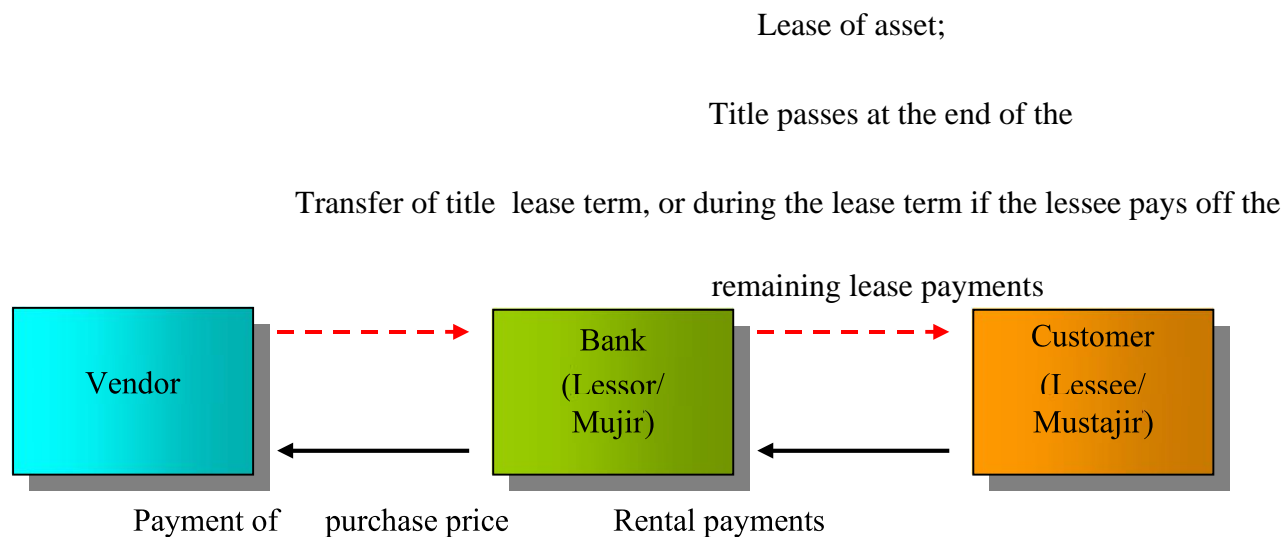 Lease of asset;
Title passes at the end of the
Transfer of title lease term, or during the lease term if the lessee pays off the
remaining lease payments
Vendor
Bank
(Lessor/
Mujir)
Customer
(Lessee/
Mustajir)
Payment of purchase price
Rental payments